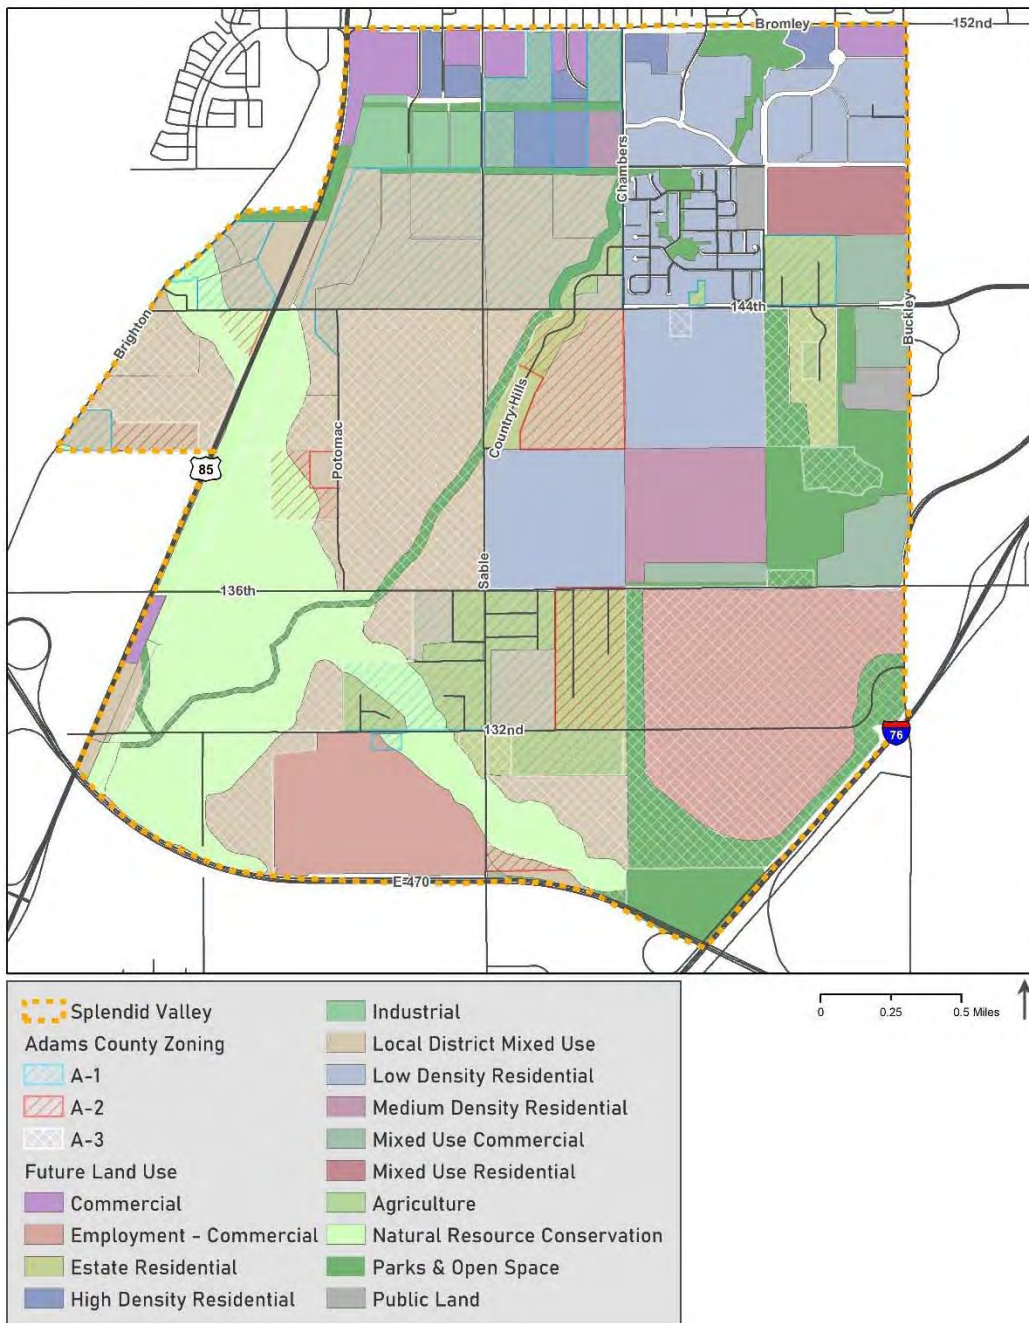 Bromley
152nd
Chambers
144th
Buckley
Brighton
Country Hills
85
Potomac
Sable
136th
132nd
76
E-470
Splendid Valley
Adams County Zoning
A-1
A-2
A-3
Future Land Use
Commercial
Employment - Commercial
Estate Residential
High Density Residential
Industrial
Local District Mixed Use
Low Density Residential
Medium Density Residential
Mixed Use Commercial
Mixed Use Residential
Agriculture
Natural Resource Conservation
Parks & Open Space
Public Land
0 0.25 0.5 Miles